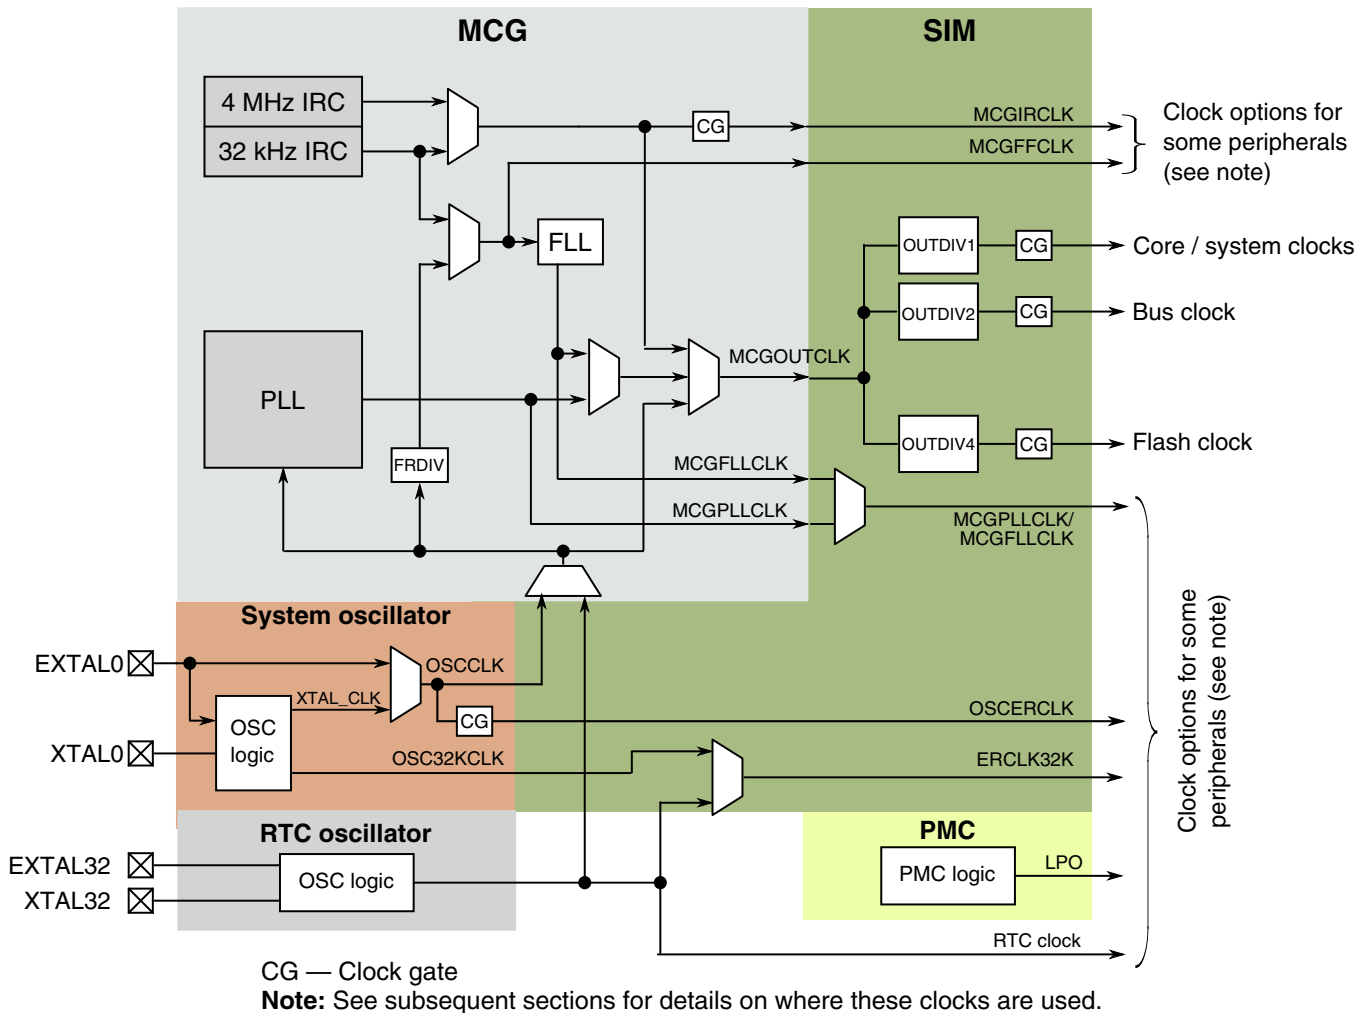 MCG
SIM
4 MHz IRC
32 kHz IRC
CG
MCGIRCLK
MCGFFCLK
Clock options for
some peripherals
(see note)
FLL
OUTDIV1
CG
Core / system clocks
OUTDIV2
CG
Bus clock
MCGOUTCLK
PLL
OUTDIV4
CG
Flash clock
FRDIV
MCGFLLCLK
MCGPLLCLK
MCGPLLCLK/
MCGFLLCLK
System oscillator
EXTAL0
OSCCLK
XTAL_CLK
OSC
logic
CG
OSCERCLK
XTAL0
OSC32KCLK
ERCLK32K
Clock options for some
peripherals (see note)
RTC oscillator
PMC
EXTAL32
OSC logic
PMC logic
LPO
XTAL32
RTC clock
CG — Clock gate
Note: See subsequent sections for details on where these clocks are used.